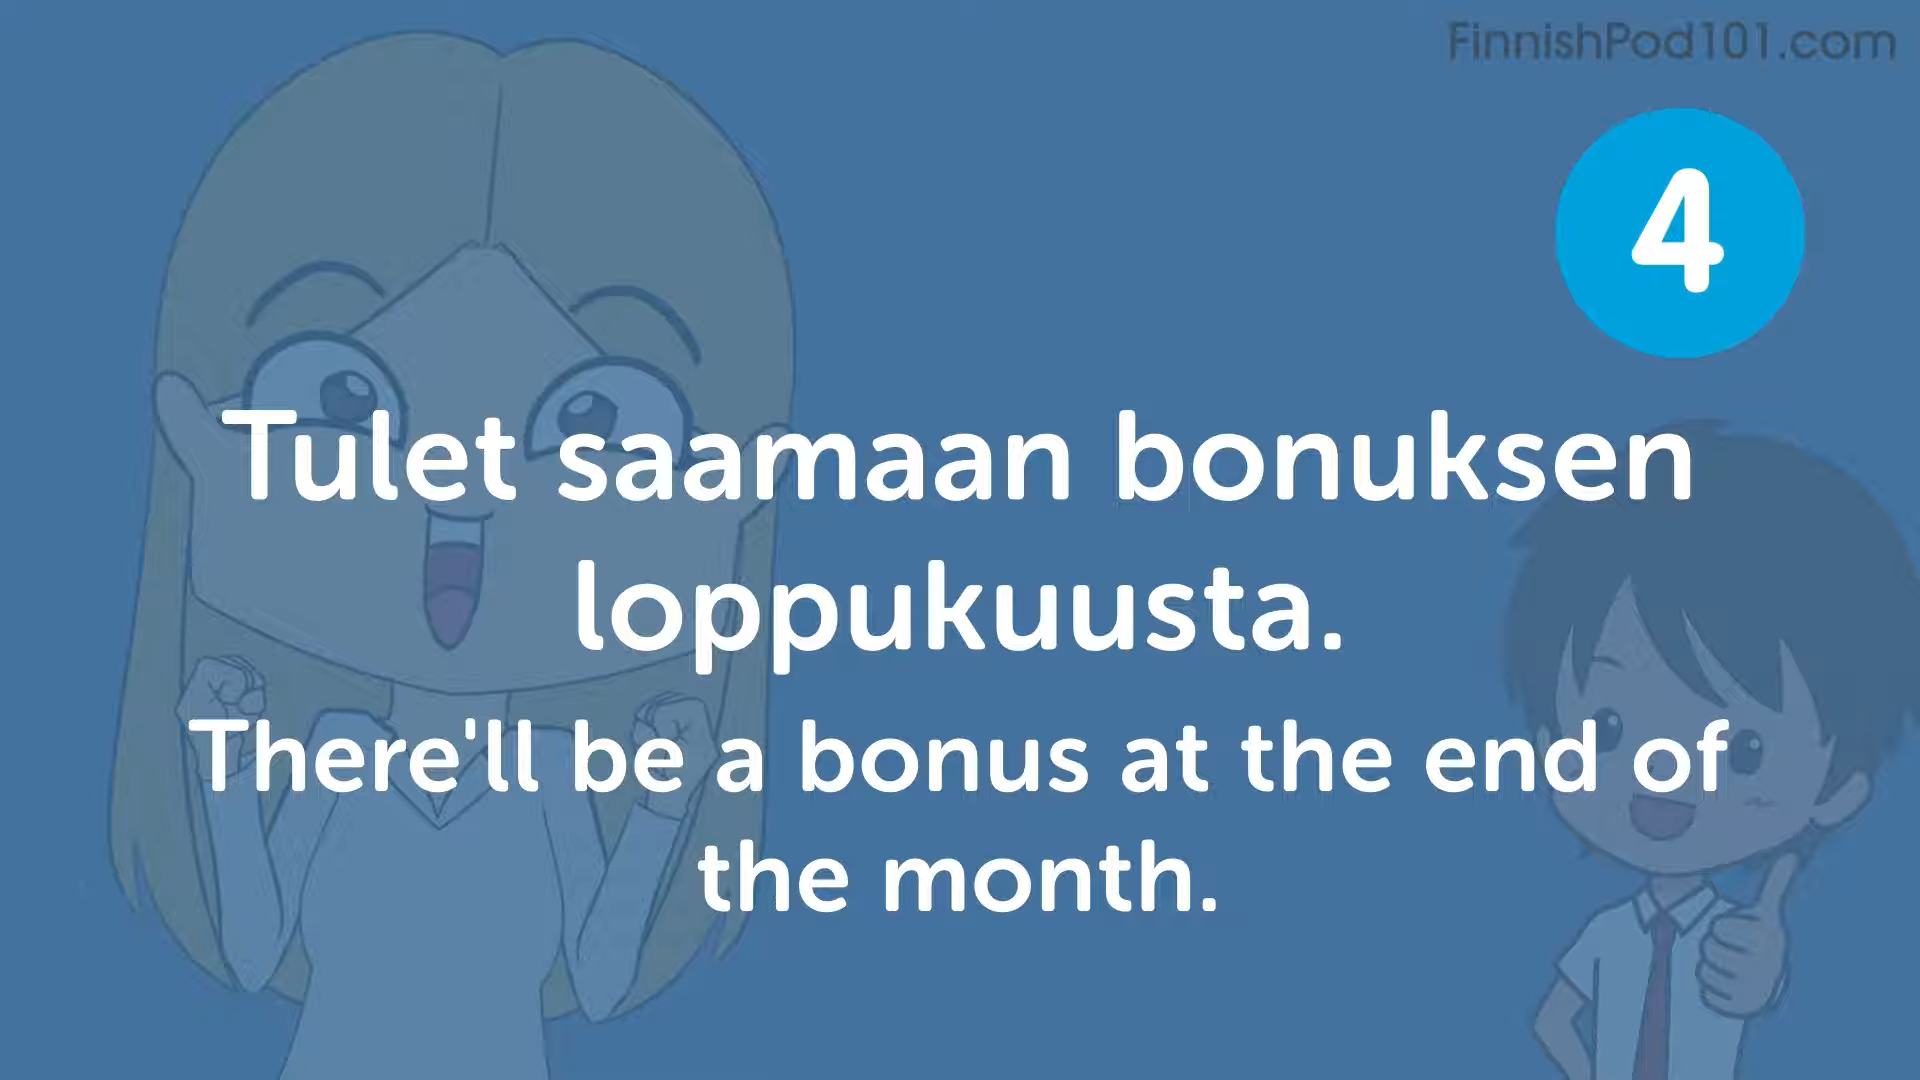 FinnishPod101.com
4
Tulet saamaan bonuksen
loppukuusta.
There'll be a bonus at the end of
the month.